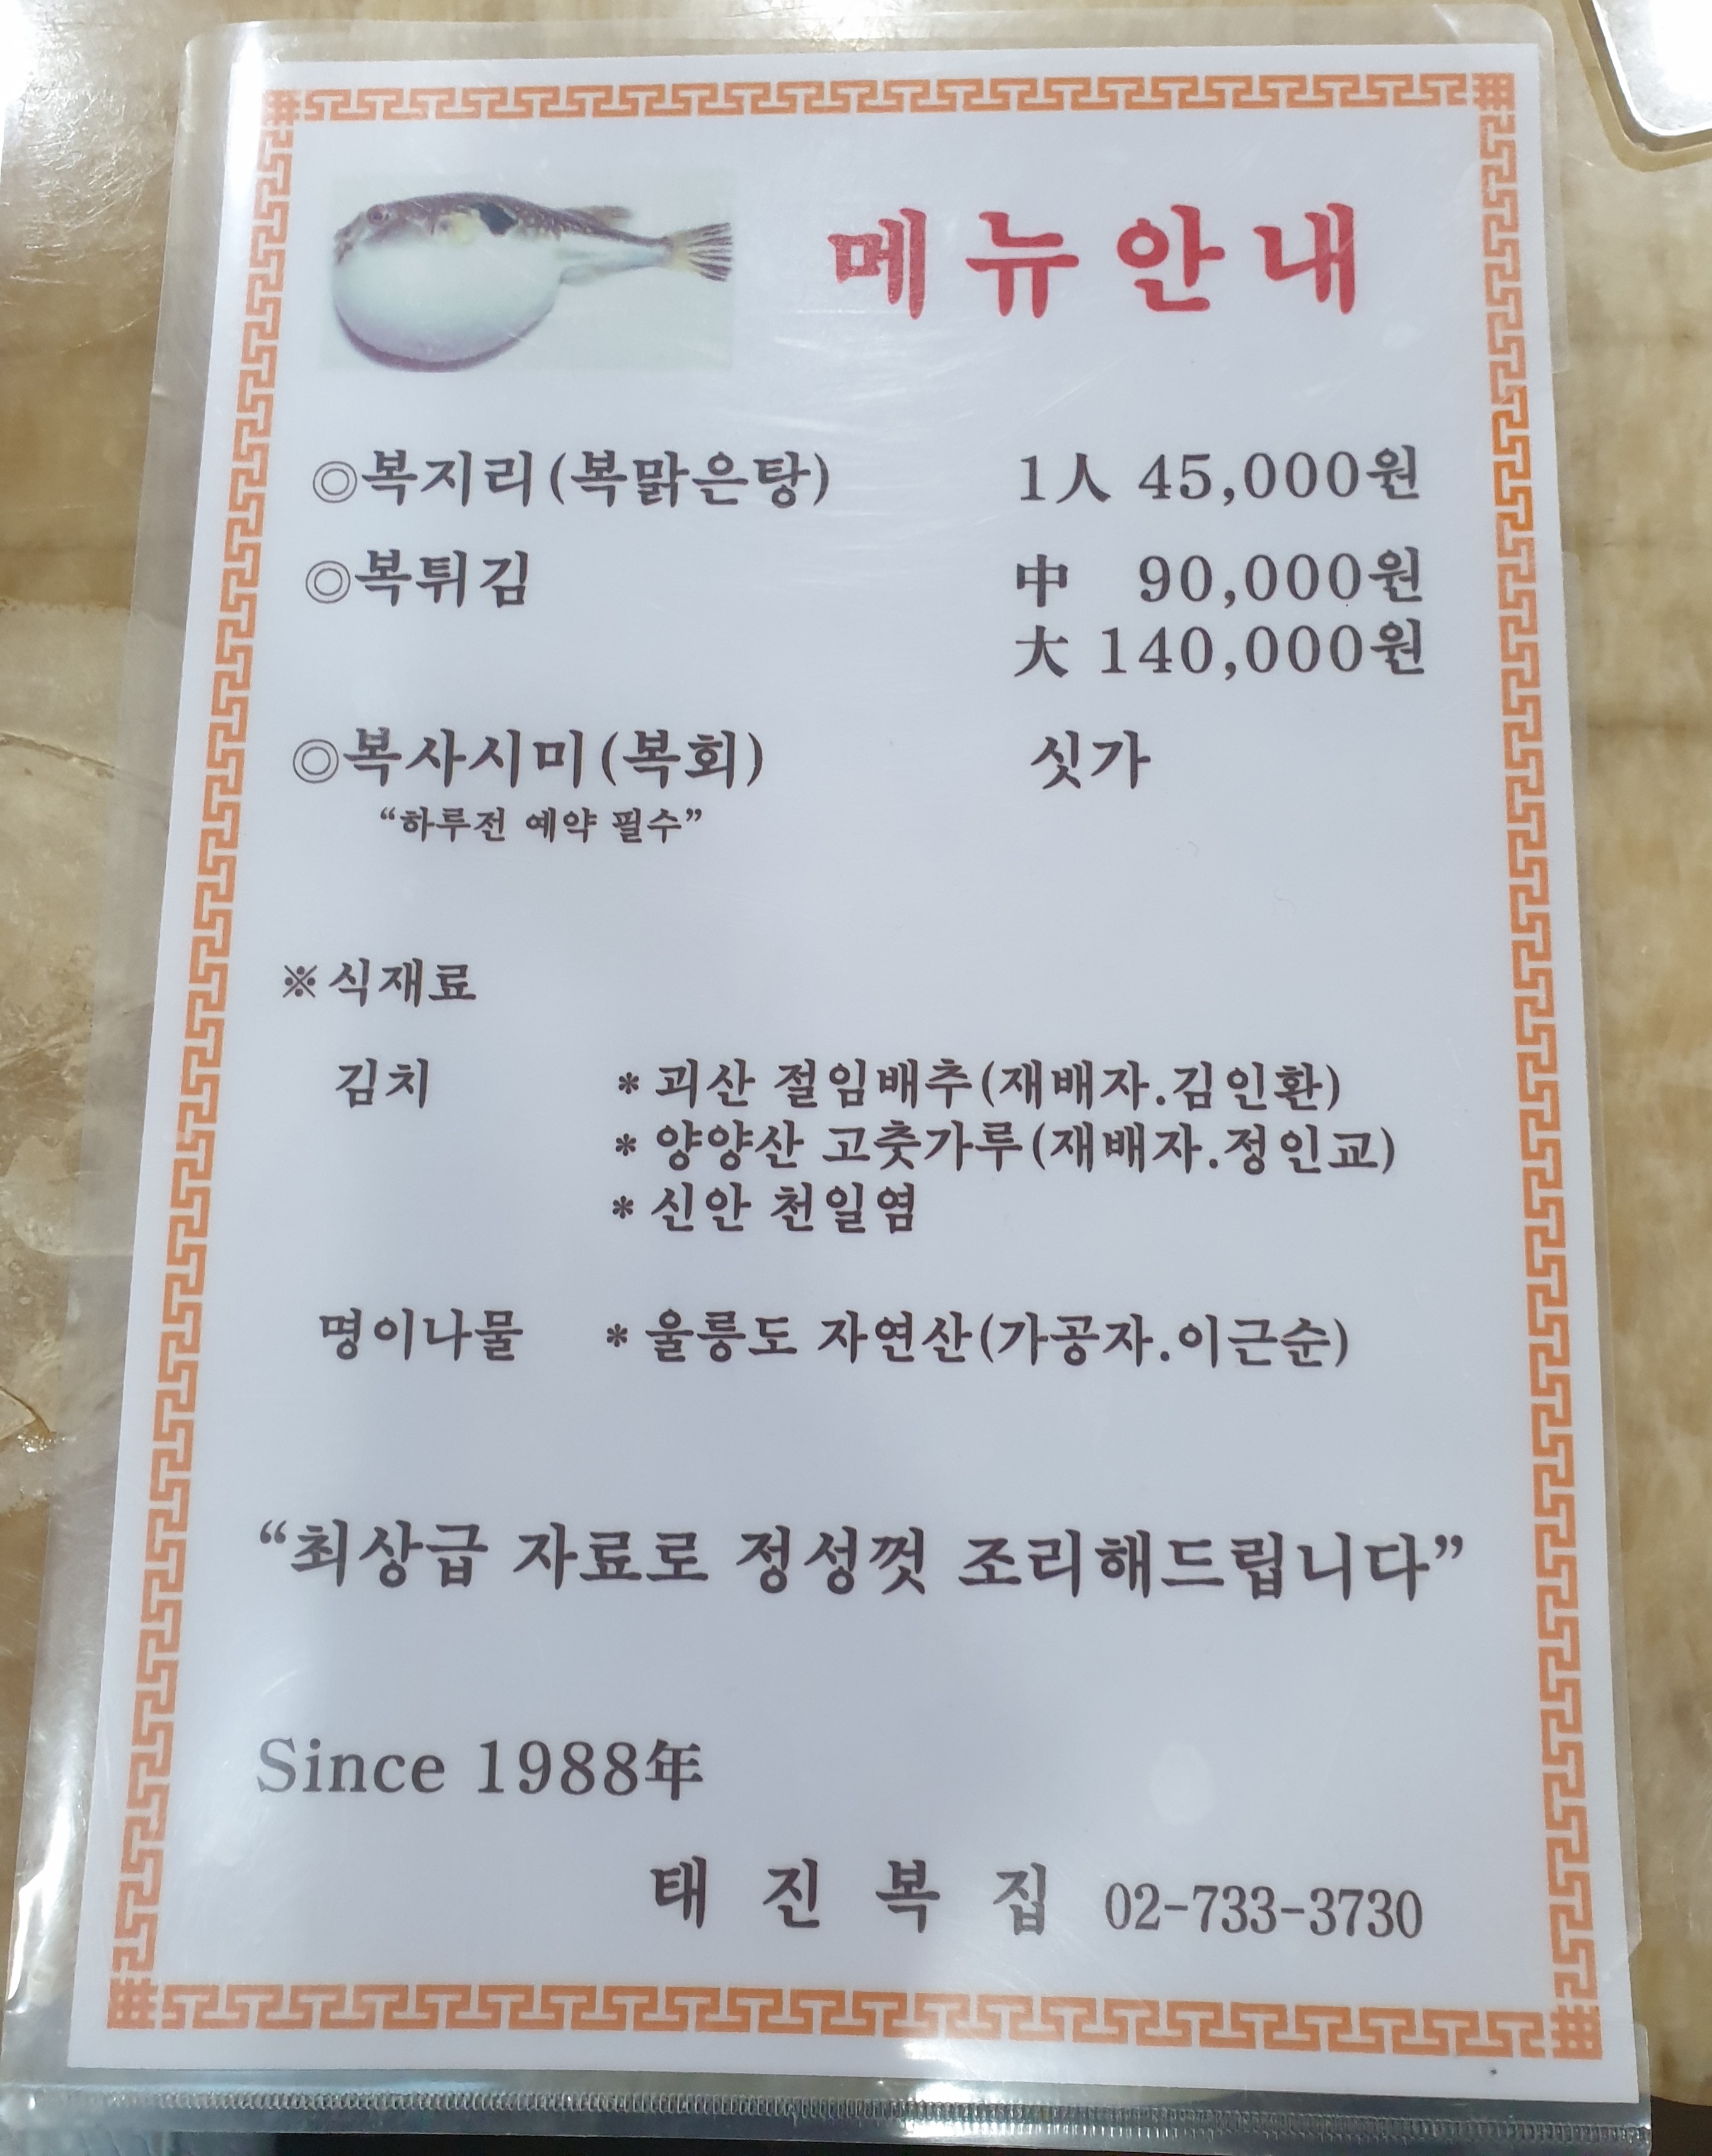 메뉴안내
◎복지리(복맑은탕) 1人 45,000원
◎복튀김 中 90,000원
大 140,000원
◎복사시미(복회) 싯가
“하루전 예약 필수”
※식재료
김치 * 괴산 절임배추(재배자.김인환)
* 양양산 고춧가루(재배자.정인교)
* 신안 천일염
명이나물 * 울릉도 자연산(가공자.이근순)
“최상급 자료로 정성껏 조리해드립니다”
Since 1988年
태 진 복 집 02-733-3730